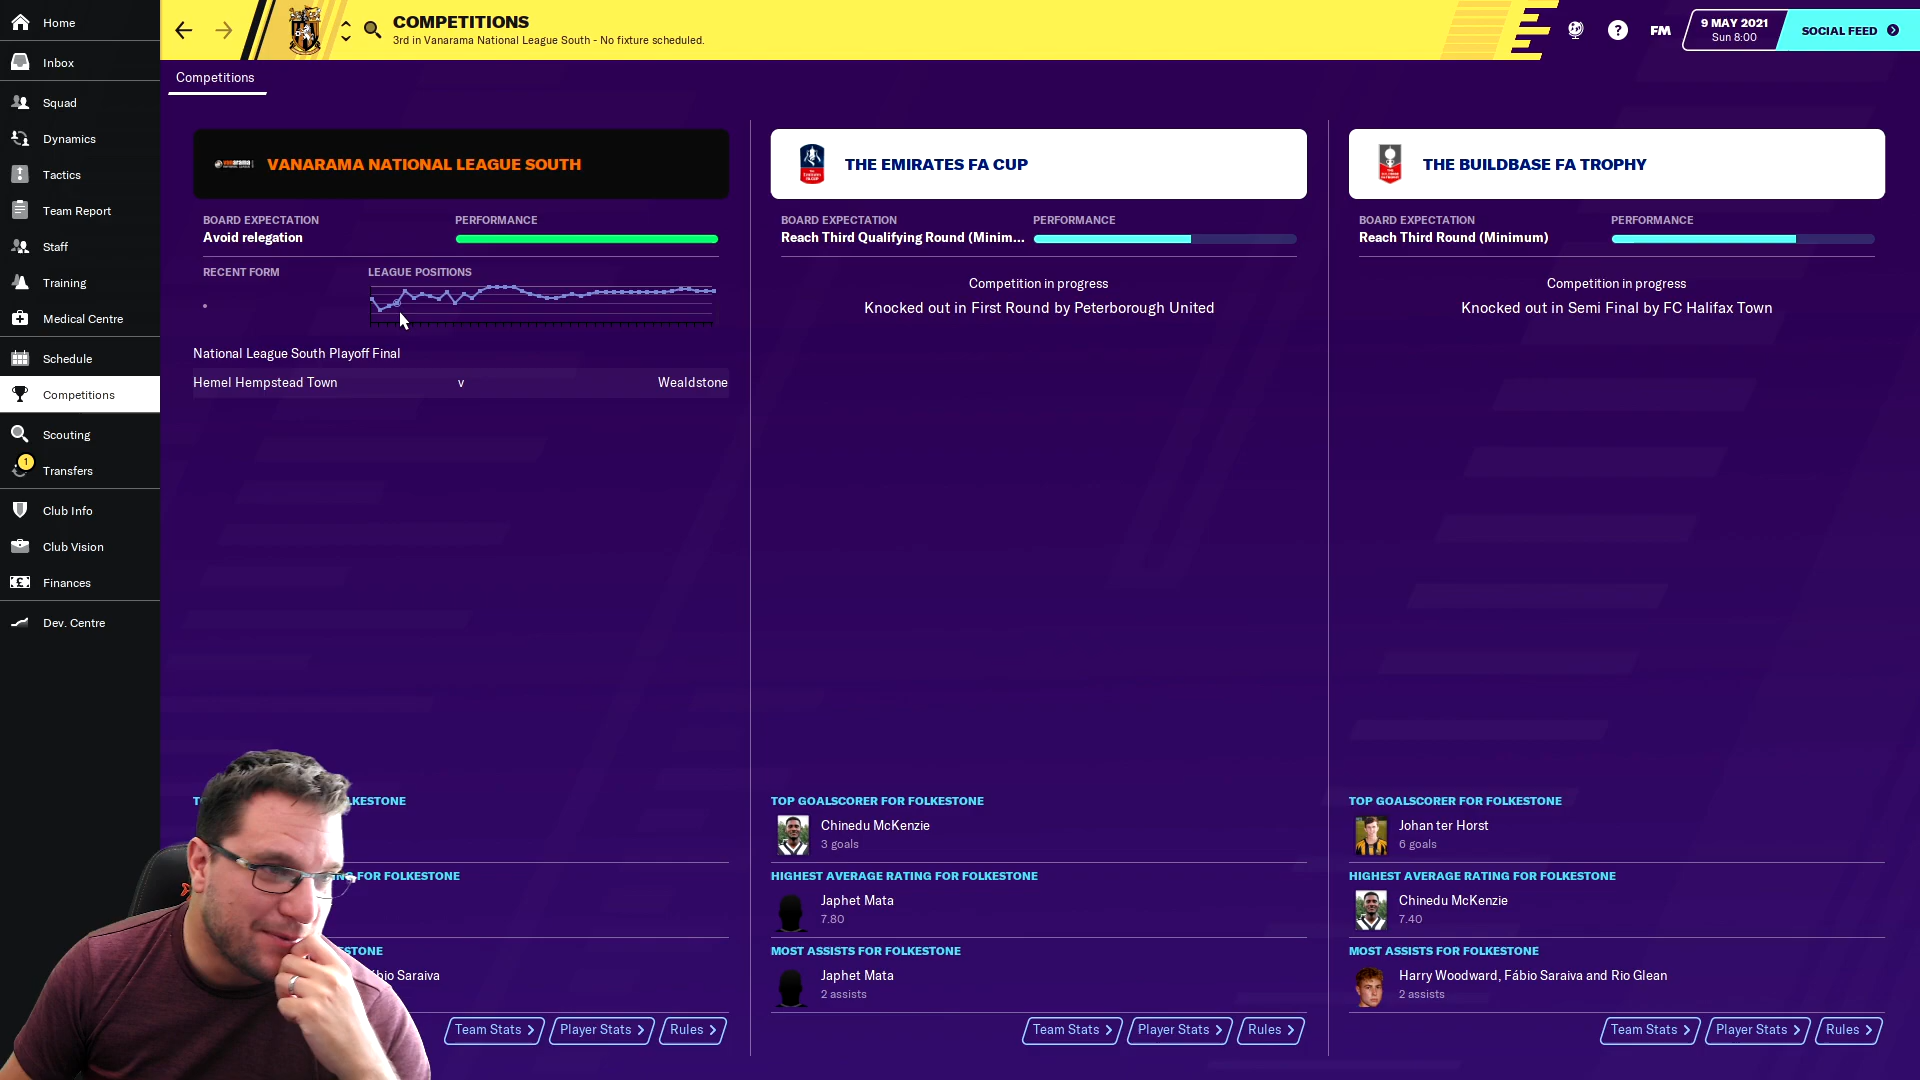 Home
Inbox
Squad
Dynamics
Tactics
Team Report
Staff
Training
Medical Centre
Schedule
Competitions
Scouting
1
Transfers
Club Info
Club Vision
Finances
Dev. Centre
COMPETITIONS
3rd in Vanarama National League South - No fixture scheduled.
?
FM
9 MAY 2021
Sun 8:00
SOCIAL FEED
Competitions
VANARAMA NATIONAL LEAGUE SOUTH
BOARD EXPECTATION
PERFORMANCE
Avoid relegation
RECENT FORM
LEAGUE POSITIONS
National League South Playoff Final
Hemel Hempstead Town v Wealdstone
LKESTONE
FOR FOLKESTONE
STONE
bio Saraiva
Team Stats
Player Stats
Rules
THE EMIRATES FA CUP
BOARD EXPECTATION
PERFORMANCE
Reach Third Qualifying Round (Minim...
Competition in progress
Knocked out in First Round by Peterborough United
TOP GOALSCORER FOR FOLKESTONE
Chinedu McKenzie
3 goals
HIGHEST AVERAGE RATING FOR FOLKESTONE
Japhet Mata
7.80
MOST ASSISTS FOR FOLKESTONE
Japhet Mata
2 assists
Team Stats
Player Stats
Rules
THE BUILDBASE FA TROPHY
BOARD EXPECTATION
PERFORMANCE
Reach Third Round (Minimum)
Competition in progress
Knocked out in Semi Final by FC Halifax Town
TOP GOALSCORER FOR FOLKESTONE
Johan ter Horst
6 goals
HIGHEST AVERAGE RATING FOR FOLKESTONE
Chinedu McKenzie
7.40
MOST ASSISTS FOR FOLKESTONE
Harry Woodward, Fábio Saraiva and Rio Glean
2 assists
Team Stats
Player Stats
Rules